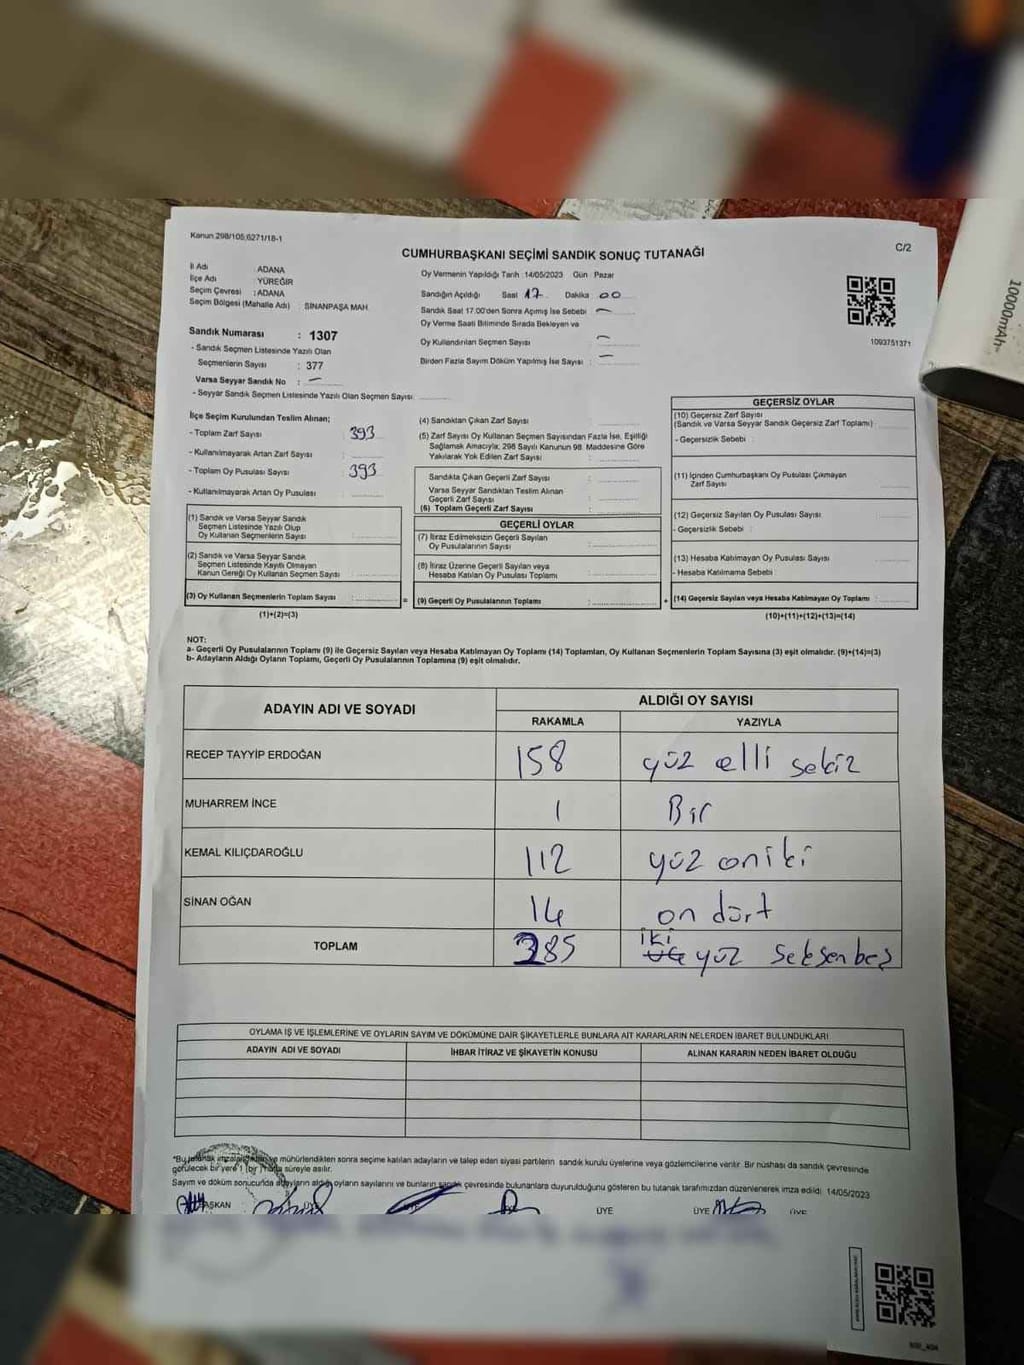 Kanun 298/105;6271/18-1
C/2
CUMHURBAŞKANI SEÇİMİ SANDIK SONUÇ TUTANAĞI
İl Adı : ADANA
İlçe Adı : YÜREĞİR
Seçim Çevresi : ADANA
Seçim Bölgesi (Mahalle Adı) : SİNANPAŞA MAH.
Sandık Numarası : 1307
- Sandık Seçmen Listesinde Yazılı Olan
Seçmenlerin Sayısı : 377
Varsa Seyyar Sandık No : —
- Seyyar Sandık Seçmen Listesinde Yazılı Olan Seçmen Sayısı :
Oy Vermenin Yapıldığı Tarih :14/05/2023 Gün : Pazar
Sandığın Açıldığı Saat 17 Dakika 00
Sandık Saat 17.00'den Sonra Açılmış İse Sebebi : —
Oy Verme Saati Bitiminde Sırada Bekleyen ve
Oy Kullandırılan Seçmen Sayısı : —
Birden Fazla Sayım Döküm Yapılmış İse Sayısı : —
1093751371
İlçe Seçim Kurulundan Teslim Alınan;
- Toplam Zarf Sayısı : 393
- Kullanılmayarak Artan Zarf Sayısı :
- Toplam Oy Pusulası Sayısı : 393
- Kullanılmayarak Artan Oy Pusulası :
(1) Sandık ve Varsa Seyyar Sandık
Seçmen Listesinde Yazılı Olup
Oy Kullanan Seçmenlerin Sayısı :
(2) Sandık ve Varsa Seyyar Sandık
Seçmen Listesinde Kayıtlı Olmayan
Kanun Gereği Oy Kullanan Seçmen Sayısı :
(3) Oy Kullanan Seçmenlerin Toplam Sayısı :
(1)+(2)=(3)
(4) Sandıktan Çıkan Zarf Sayısı :
(5) Zarf Sayısı Oy Kullanan Seçmen Sayısından Fazla İse, Eşitliği
Sağlamak Amacıyla; 298 Sayılı Kanunun 98. Maddesine Göre
Yakılarak Yok Edilen Zarf Sayısı :
Sandıkta Çıkan Geçerli Zarf Sayısı :
Varsa Seyyar Sandıktan Teslim Alınan
Geçerli Zarf Sayısı :
(6) Toplam Geçerli Zarf Sayısı :
GEÇERLİ OYLAR
(7) İtiraz Edilmeksizin Geçerli Sayılan
Oy Pusulalarının Sayısı :
(8) İtiraz Üzerine Geçerli Sayılan veya
Hesaba Katılan Oy Pusulası Toplamı :
= (9) Geçerli Oy Pusulalarının Toplamı :
GEÇERSİZ OYLAR
(10) Geçersiz Zarf Sayısı
(Sandık ve Varsa Seyyar Sandık Geçersiz Zarf Toplamı) :
- Geçersizlik Sebebi :
(11) İçinden Cumhurbaşkanı Oy Pusulası Çıkmayan
Zarf Sayısı :
(12) Geçersiz Sayılan Oy Pusulası Sayısı :
- Geçersizlik Sebebi :
(13) Hesaba Katılmayan Oy Pusulası Sayısı :
- Hesaba Katılmama Sebebi :
+ (14) Geçersiz Sayılan veya Hesaba Katılmayan Oy Toplamı :
(10)+(11)+(12)+(13)=(14)
NOT:
a- Geçerli Oy Pusulalarının Toplamı (9) ile Geçersiz Sayılan veya Hesaba Katılmayan Oy Toplamı (14) Toplamları, Oy Kullanan Seçmenlerin Toplam Sayısına (3) eşit olmalıdır. (9)+(14)=(3)
b- Adayların Aldığı Oyların Toplamı, Geçerli Oy Pusulalarının Toplamına (9) eşit olmalıdır.
ADAYIN ADI VE SOYADI ALDIĞI OY SAYISI
RAKAMLA YAZIYLA
RECEP TAYYİP ERDOĞAN 158 yüz elli sekiz
MUHARREM İNCE 1 Bir
KEMAL KILIÇDAROĞLU 112 yüz oniki
SİNAN OĞAN 14 on dört
TOPLAM 285 iki yüz seksenbeş
OYLAMA İŞ VE İŞLEMLERİNE VE OYLARIN SAYIM VE DÖKÜMÜNE DAİR ŞİKAYETLERLE BUNLARA AİT KARARLARIN NELERDEN İBARET BULUNDUKLARI
ADAYIN ADI VE SOYADI İHBAR İTİRAZ VE ŞİKAYETİN KONUSU ALINAN KARARIN NEDEN İBARET OLDUĞU
*Bu tutanak imzalandıktan ve mühürlendikten sonra seçime katılan adayların ve talep eden siyasi partilerin sandık kurulu üyelerine veya gözlemcilerine verilir. Bir nüshası da sandık çevresinde
görülecek bir yere 1 (bir) hafta süreyle asılır.
Sayım ve döküm sonucunda adayların aldığı oyların sayılarını ve bunların sandık çevresinde bulunanlara duyurulduğunu gösteren bu tutanak tarafımızdan düzenlenerek imza edildi. 14/05/2023
BAŞKAN ÜYE ÜYE ÜYE
10000mAh